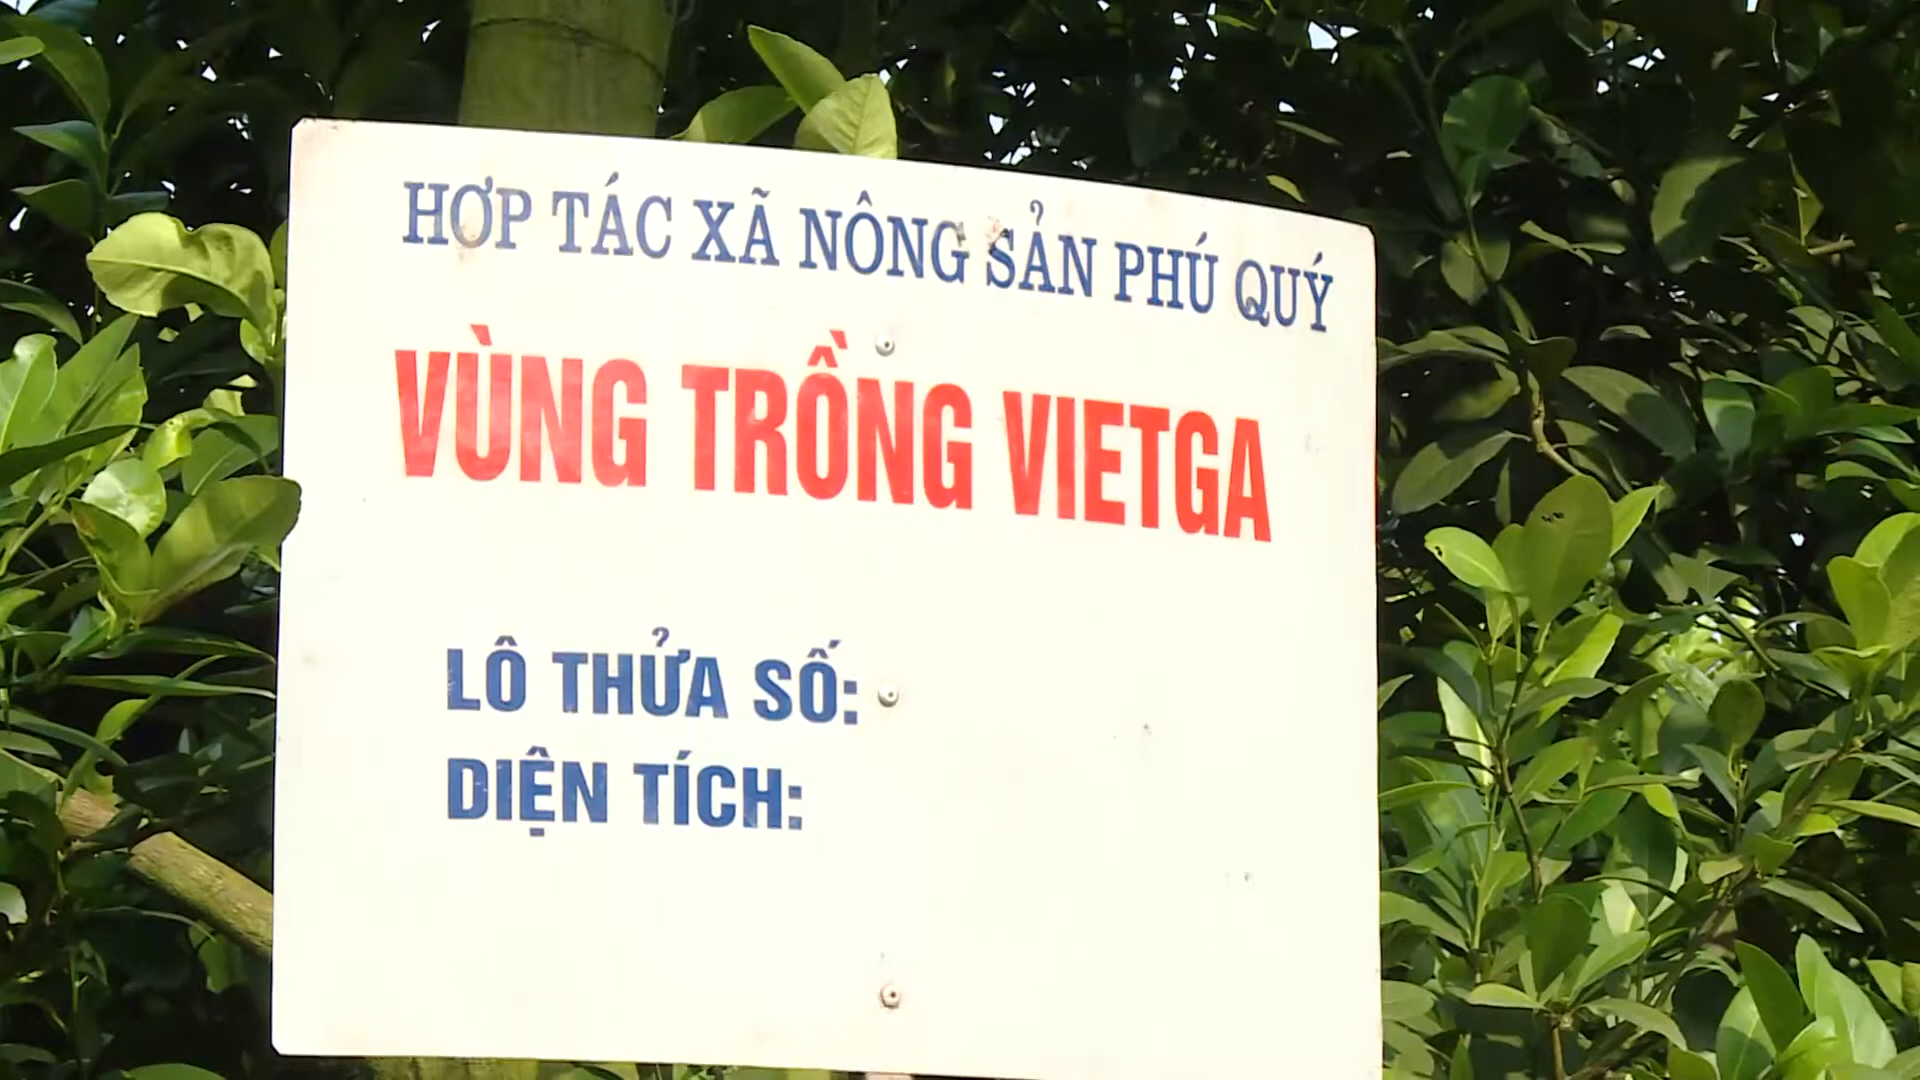 HỢP TÁC XÃ NÔNG SẢN PHÚ QUÝ
VÙNG TRỒNG VIETGA
LÔ THỬA SỐ:
DIỆN TÍCH: